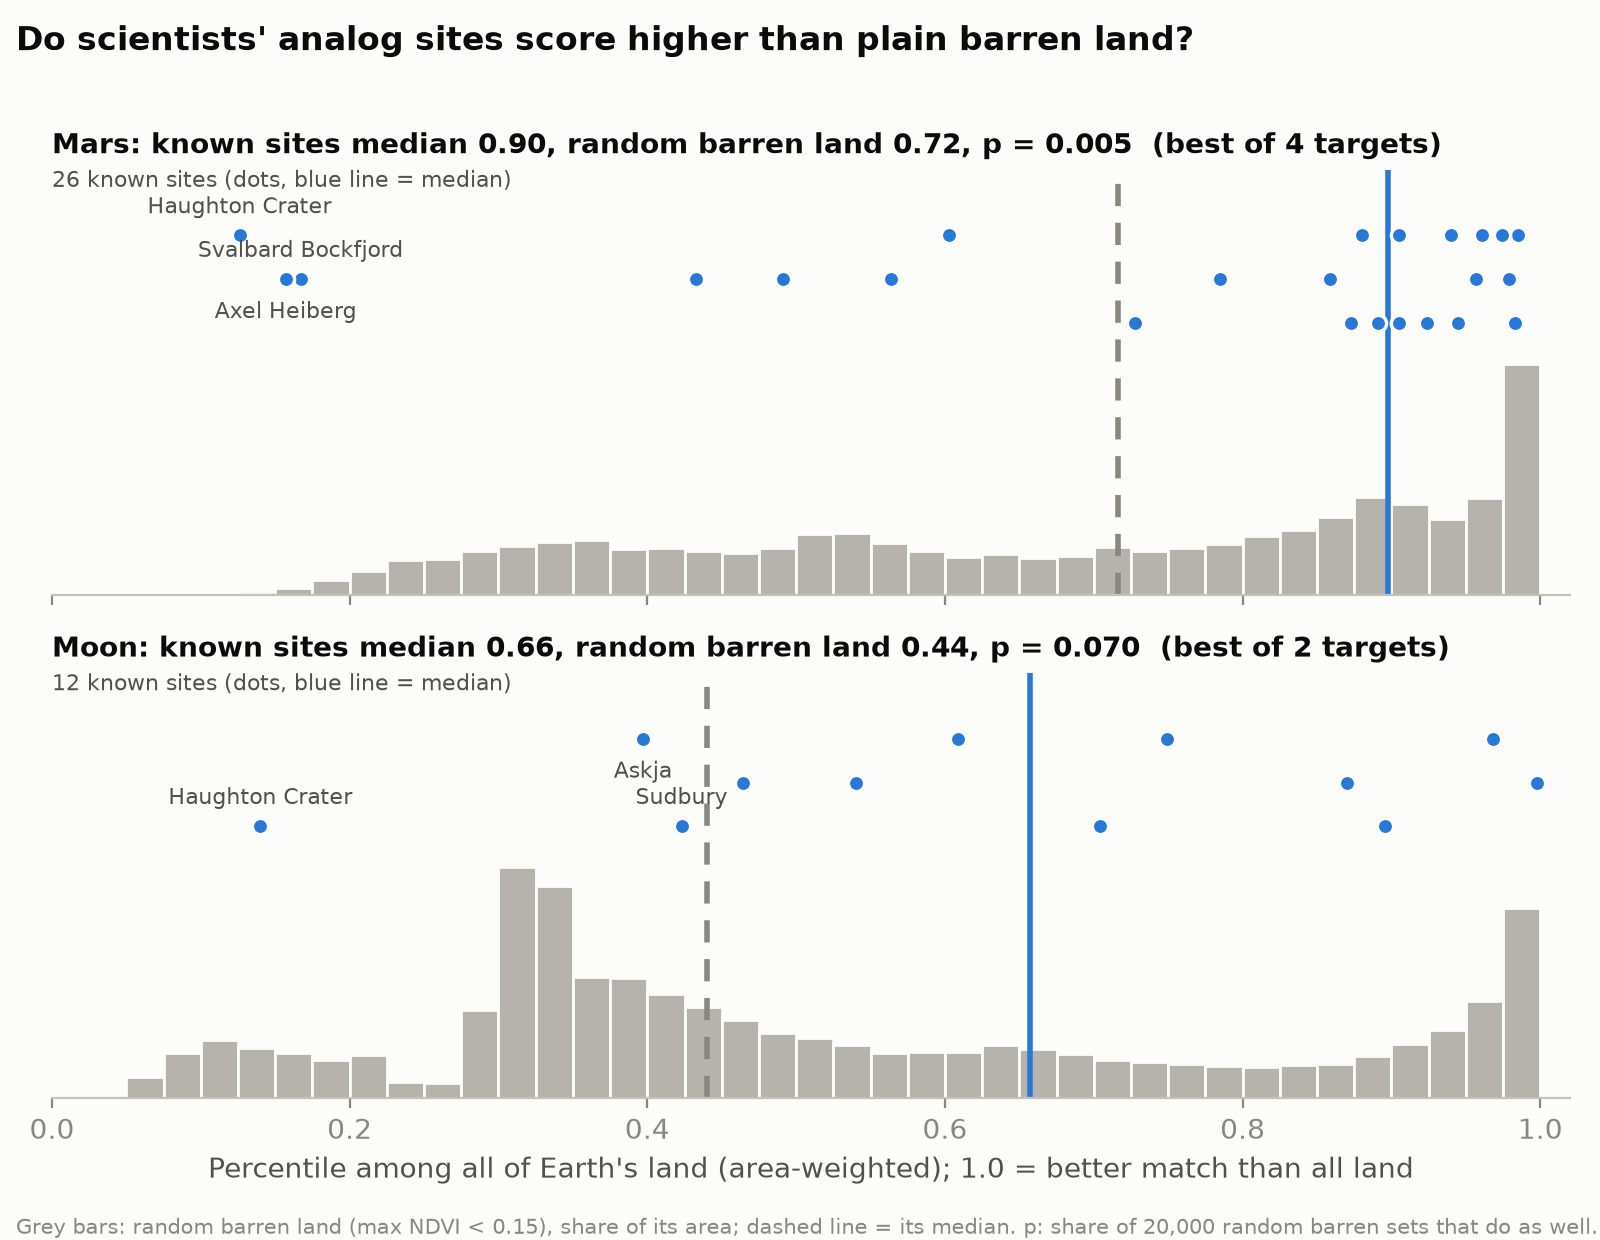 Do scientists' analog sites score higher than plain barren land?
Mars: known sites median 0.90, random barren land 0.72, p = 0.005  (best of 4 targets)
26 known sites (dots, blue line = median)
Haughton Crater
Svalbard Bockfjord
Axel Heiberg
Moon: known sites median 0.66, random barren land 0.44, p = 0.070  (best of 2 targets)
12 known sites (dots, blue line = median)
Askja
Haughton Crater
Sudbury
0.0 0.2 0.4 0.6 0.8 1.0
Percentile among all of Earth's land (area-weighted); 1.0 = better match than all land
Grey bars: random barren land (max NDVI < 0.15), share of its area; dashed line = its median. p: share of 20,000 random barren sets that do as well.